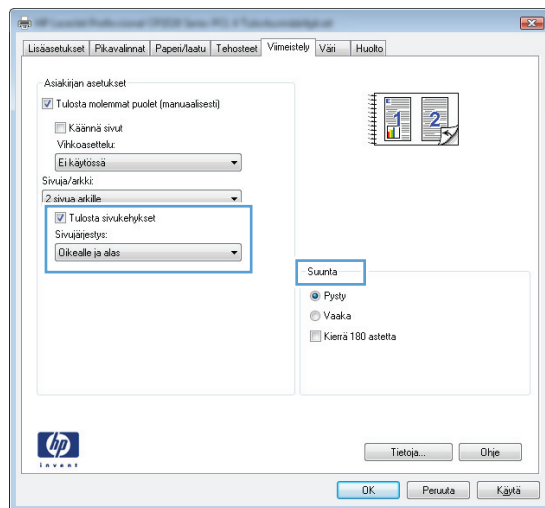 Lisäasetukset Pikavalinnat Paperi/laatu Tehosteet Viimeistely Väri Huolto
Asiakirjan asetukset
Tulosta molemmat puolet (manuaalisesti)
Käännä sivut
Vihkoasettelu:
Ei käytössä
Sivuja/arkki:
2 sivua arkille
Tulosta sivukehykset
Sivujärjestys:
Oikealle ja alas
1 2
Suunta
Pysty
Vaaka
Kierrä 180 astetta
hp
invent
Tietoja... Ohje
OK Peruuta Käytä